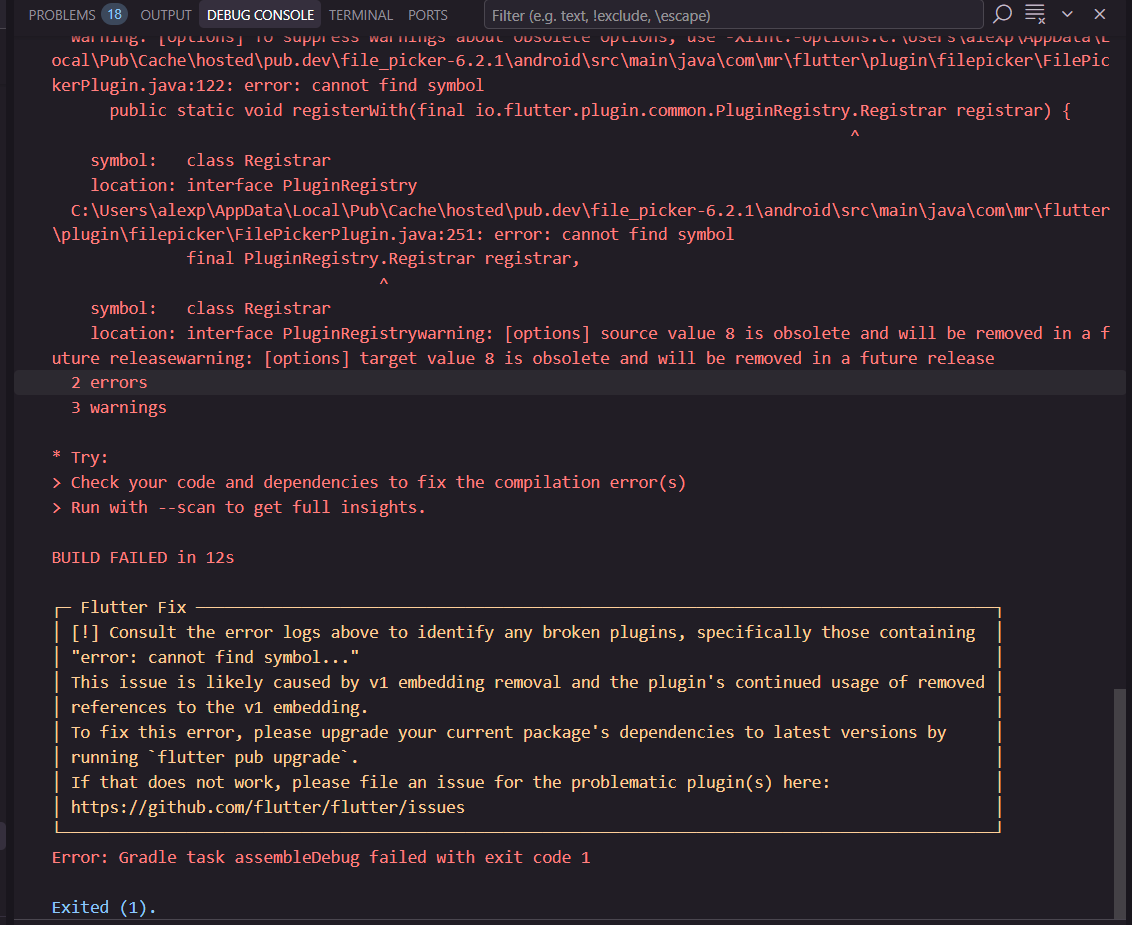 PROBLEMS 18 OUTPUT DEBUG CONSOLE TERMINAL PORTS Filter (e.g. text, !exclude, \escape)
warning: [options] To suppress warnings about obsolete options, use -Xlint:-options.C:\Users\alexp\AppData\L
ocal\Pub\Cache\hosted\pub.dev\file_picker-6.2.1\android\src\main\java\com\mr\flutter\plugin\filepicker\FilePic
kerPlugin.java:122: error: cannot find symbol
public static void registerWith(final io.flutter.plugin.common.PluginRegistry.Registrar registrar) {
^
symbol:   class Registrar
location: interface PluginRegistry
C:\Users\alexp\AppData\Local\Pub\Cache\hosted\pub.dev\file_picker-6.2.1\android\src\main\java\com\mr\flutter
\plugin\filepicker\FilePickerPlugin.java:251: error: cannot find symbol
final PluginRegistry.Registrar registrar,
^
symbol:   class Registrar
location: interface PluginRegistrywarning: [options] source value 8 is obsolete and will be removed in a f
uture releasewarning: [options] target value 8 is obsolete and will be removed in a future release
2 errors
3 warnings
* Try:
> Check your code and dependencies to fix the compilation error(s)
> Run with --scan to get full insights.
BUILD FAILED in 12s
Flutter Fix
[!] Consult the error logs above to identify any broken plugins, specifically those containing
"error: cannot find symbol..."
This issue is likely caused by v1 embedding removal and the plugin's continued usage of removed
references to the v1 embedding.
To fix this error, please upgrade your current package's dependencies to latest versions by
running `flutter pub upgrade`.
If that does not work, please file an issue for the problematic plugin(s) here:
https://github.com/flutter/flutter/issues
Error: Gradle task assembleDebug failed with exit code 1
Exited (1).